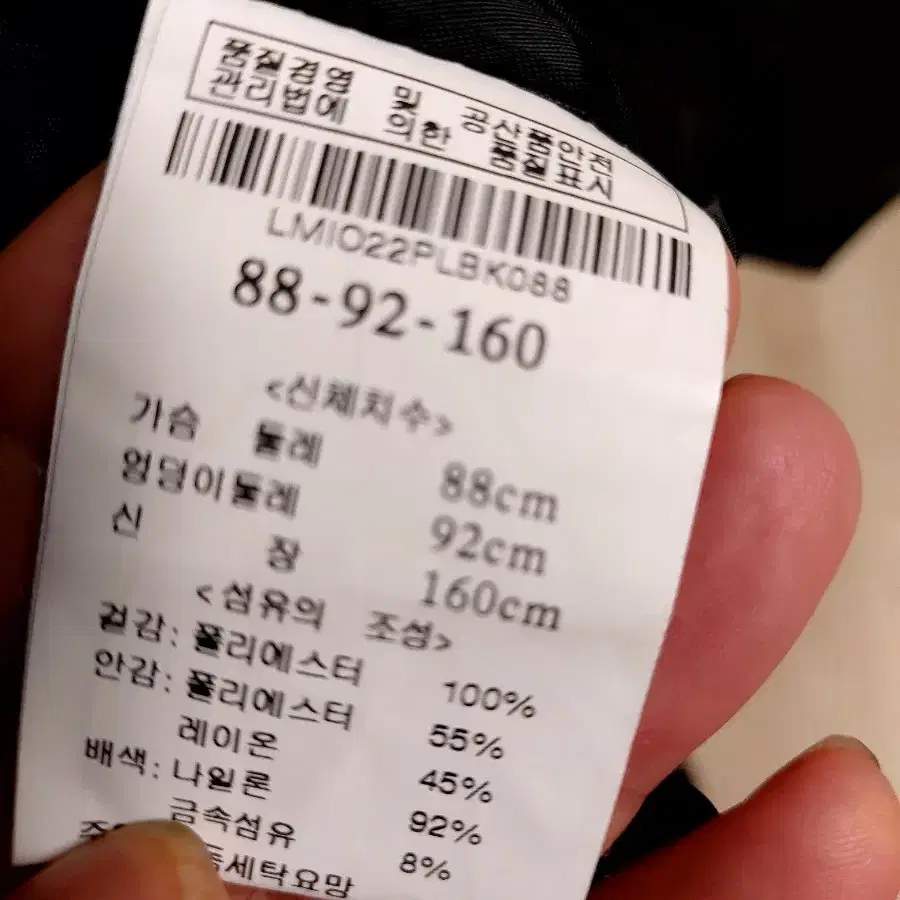 품질경영 및 공산품안전
관리법에 의한 품질표시
LMIO22PLBK088
88-92-160
<신체치수>
가슴 둘레 88cm
엉덩이둘레 92cm
신 장 160cm
<섬유의 조성>
겉감: 폴리에스터 100%
안감: 폴리에스터 55%
레이온 45%
배색: 나일론 92%
금속섬유 8%
세탁요망